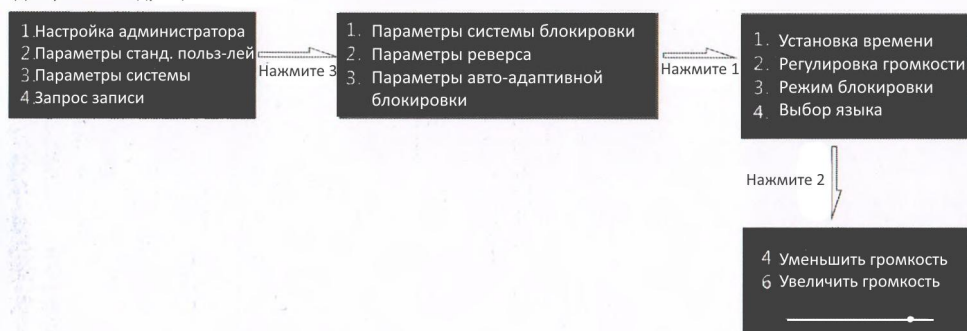 1.Настройка администратора
2.Параметры станд. польз-лей
3.Параметры системы
4.Запрос записи
Нажмите 3
1. Параметры системы блокировки
2. Параметры реверса
3. Параметры авто-адаптивной
блокировки
Нажмите 1
1. Установка времени
2. Регулировка громкости
3. Режим блокировки
4. Выбор языка
Нажмите 2
4 Уменьшить громкость
6 Увеличить громкость